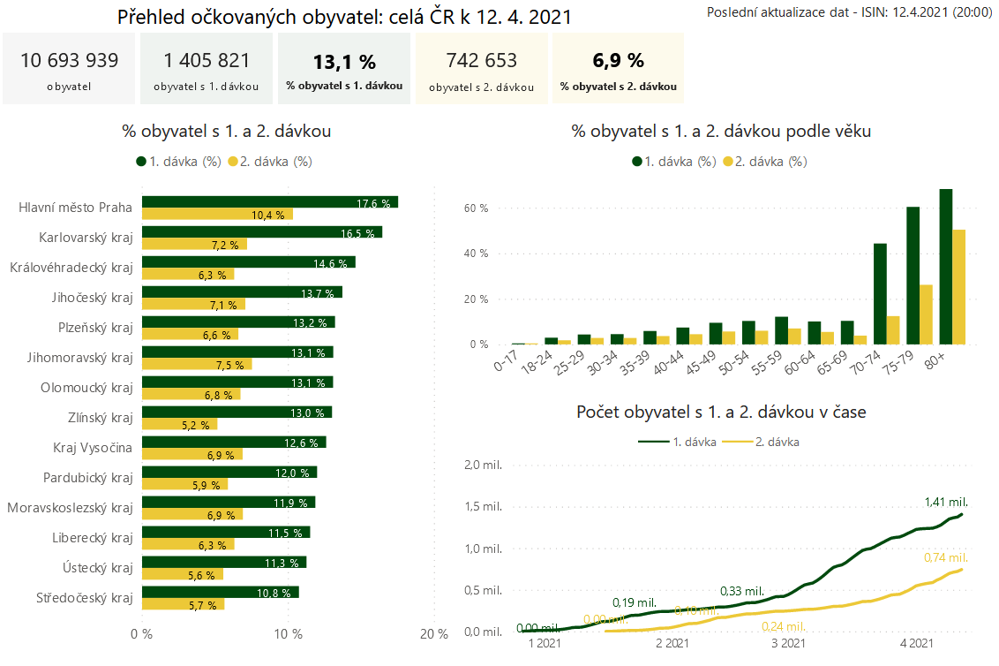 Přehled očkovaných obyvatel: celá ČR k 12. 4. 2021
Poslední aktualizace dat - ISIN: 12.4.2021 (20:00)
10 693 939
obyvatel
1 405 821
obyvatel s 1. dávkou
13,1 %
% obyvatel s 1. dávkou
742 653
obyvatel s 2. dávkou
6,9 %
% obyvatel s 2. dávkou
% obyvatel s 1. a 2. dávkou
1. dávka (%) 2. dávka (%)
Hlavní město Praha 17,6 %
10,4 %
Karlovarský kraj 16,5 %
7,2 %
Královéhradecký kraj 14,6 %
6,3 %
Jihočeský kraj 13,7 %
7,1 %
Plzeňský kraj 13,2 %
6,6 %
Jihomoravský kraj 13,1 %
7,5 %
Olomoucký kraj 13,1 %
6,8 %
Zlínský kraj 13,0 %
5,2 %
Kraj Vysočina 12,6 %
6,9 %
Pardubický kraj 12,0 %
5,9 %
Moravskoslezský kraj 11,9 %
6,9 %
Liberecký kraj 11,5 %
6,3 %
Ústecký kraj 11,3 %
5,6 %
Středočeský kraj 10,8 %
5,7 %
0 % 10 % 20 %
% obyvatel s 1. a 2. dávkou podle věku
1. dávka (%) 2. dávka (%)
60 %
40 %
20 %
0 %
0-17 18-24 25-29 30-34 35-39 40-44 45-49 50-54 55-59 60-64 65-69 70-74 75-79 80+
Počet obyvatel s 1. a 2. dávkou v čase
1. dávka 2. dávka
2,0 mil.
1,5 mil.
1,41 mil.
1,0 mil.
0,74 mil.
0,5 mil.
0,33 mil.
0,19 mil.
0,10 mil.
0,00 mil.
0,24 mil.
0,0 mil.
0,00 mil.
1 2021 2 2021 3 2021 4 2021